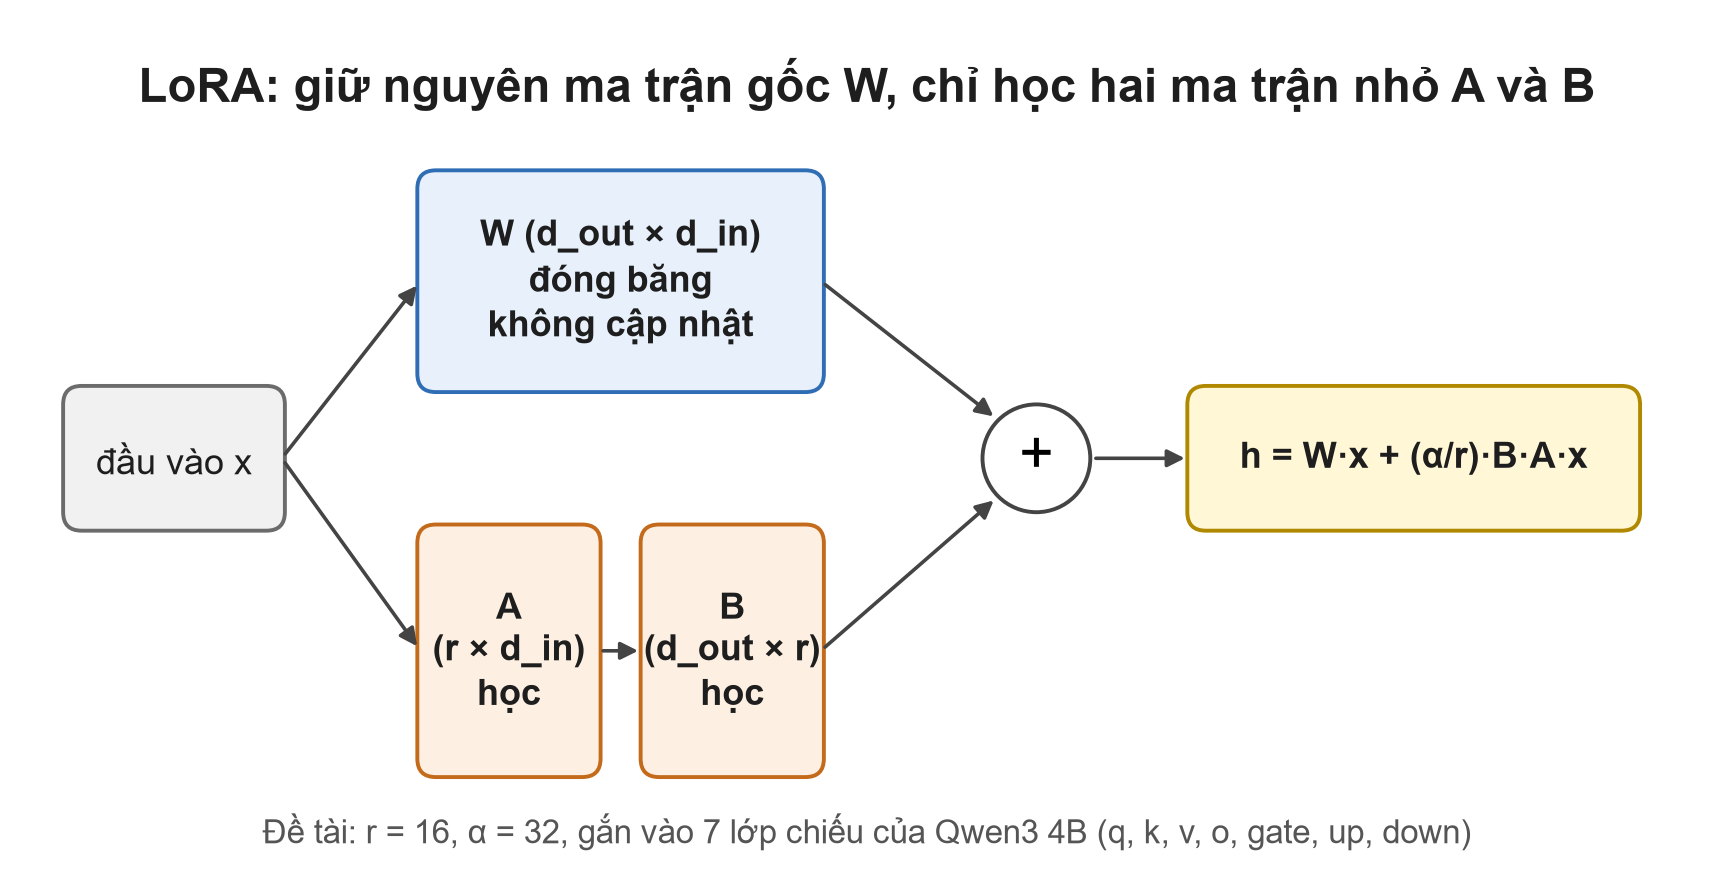 LoRA: giữ nguyên ma trận gốc W, chỉ học hai ma trận nhỏ A và B
W (d_out × d_in)
đóng băng
không cập nhật
đầu vào x
+
h = W·x + (α/r)·B·A·x
A
(r × d_in)
học
B
(d_out × r)
học
Đề tài: r = 16, α = 32, gắn vào 7 lớp chiếu của Qwen3 4B (q, k, v, o, gate, up, down)